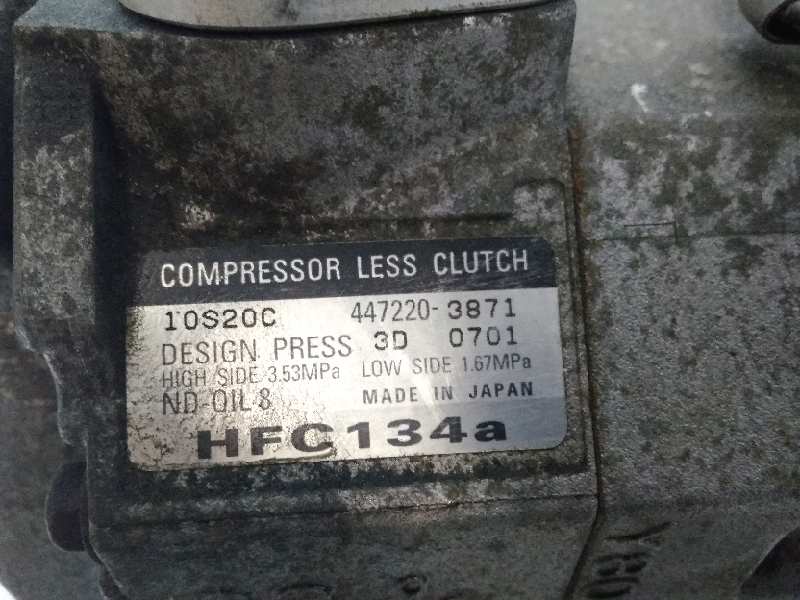 COMPRESSOR LESS CLUTCH
10S20C 447220-3871
DESIGN PRESS 3D 0701
HIGH SIDE 3.53MPa LOW SIDE 1.67MPa
ND-OIL 8 MADE IN JAPAN
HFC134a